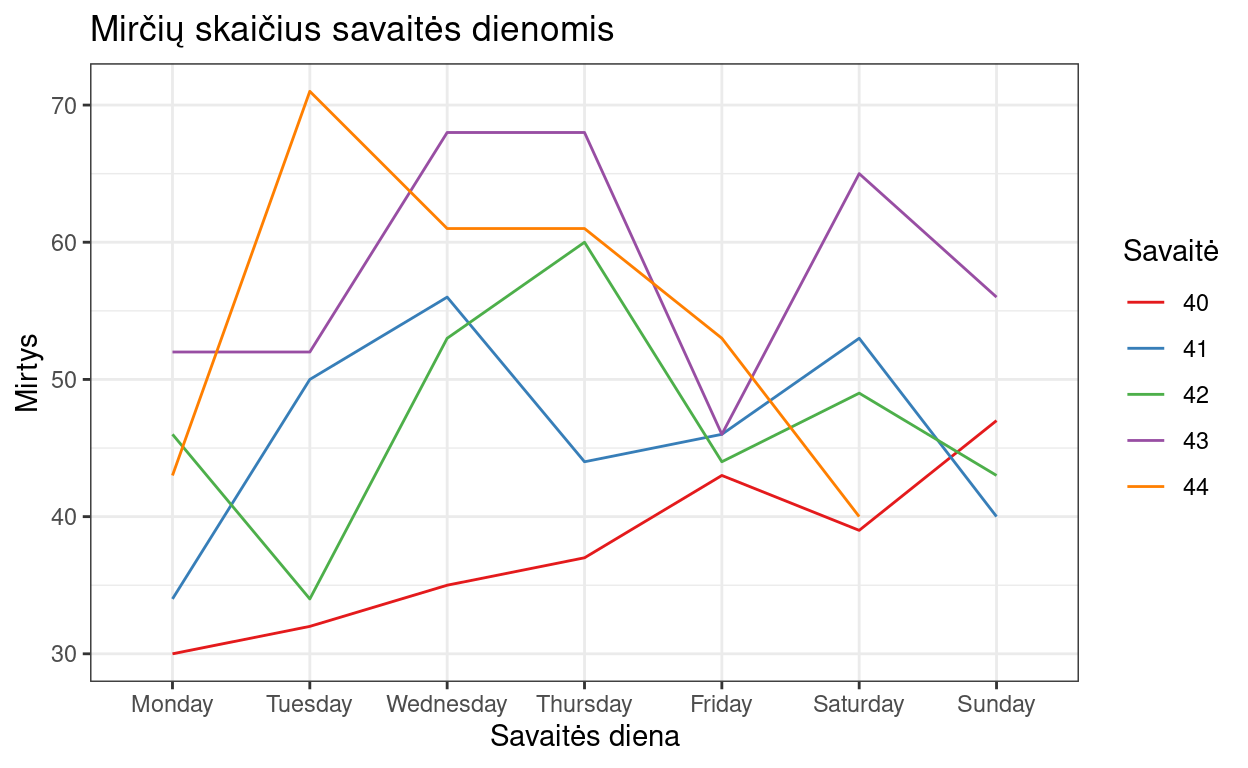 Mirčių skaičius savaitės dienomis
Mirtys
70
60
50
40
30
Monday Tuesday Wednesday Thursday Friday Saturday Sunday
Savaitės diena
Savaitė
40
41
42
43
44